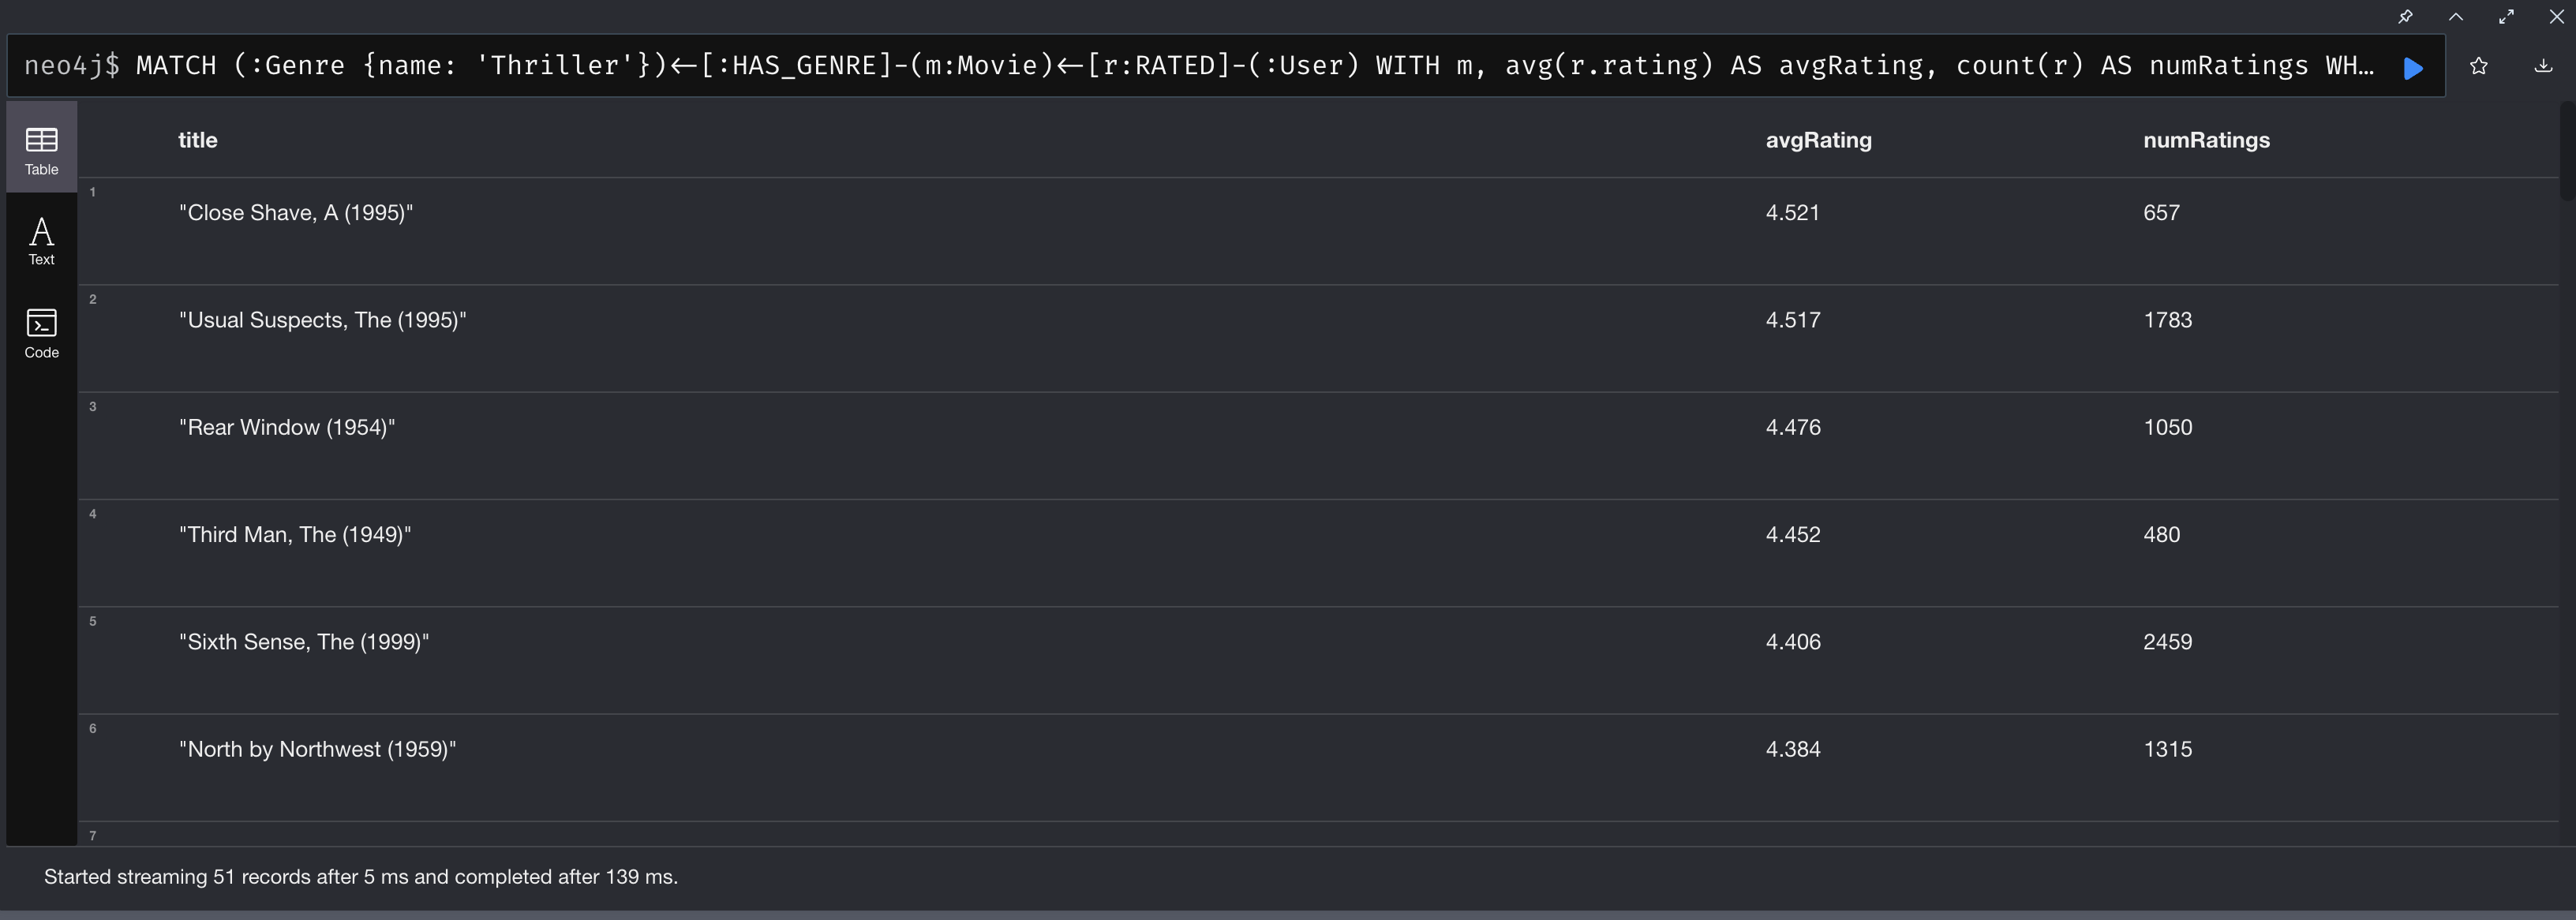 neo4j$ MATCH (:Genre {name: 'Thriller'})<-[:HAS_GENRE]-(m:Movie)<-[r:RATED]-(:User) WITH m, avg(r.rating) AS avgRating, count(r) AS numRatings WH…
Table
Text
Code
title avgRating numRatings
1 "Close Shave, A (1995)" 4.521 657
2 "Usual Suspects, The (1995)" 4.517 1783
3 "Rear Window (1954)" 4.476 1050
4 "Third Man, The (1949)" 4.452 480
5 "Sixth Sense, The (1999)" 4.406 2459
6 "North by Northwest (1959)" 4.384 1315
7
Started streaming 51 records after 5 ms and completed after 139 ms.